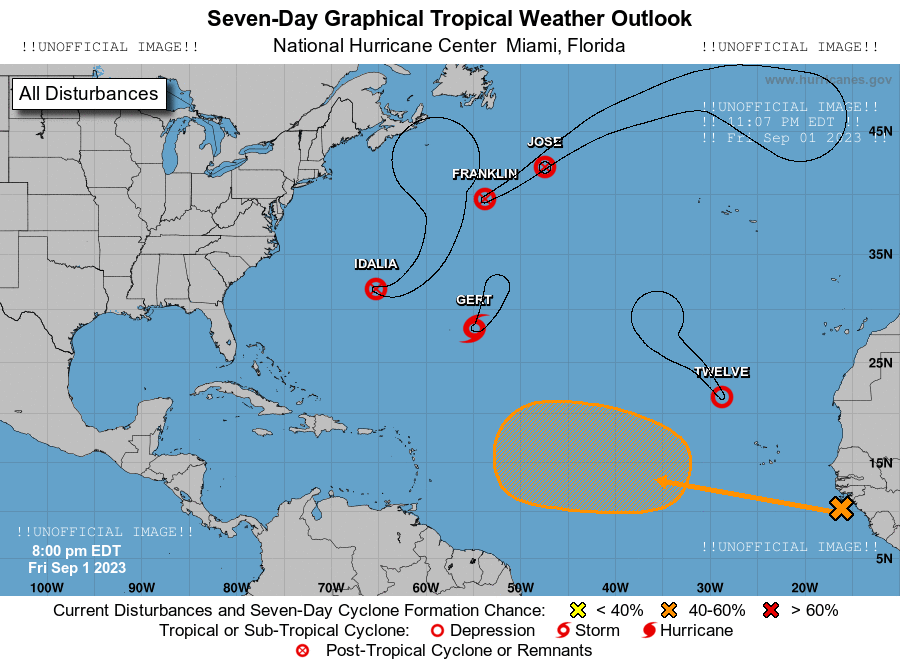 Seven-Day Graphical Tropical Weather Outlook
!!UNOFFICIAL IMAGE!! National Hurricane Center Miami, Florida !!UNOFFICIAL IMAGE!!
www.hurricanes.gov
All Disturbances
!!UNOFFICIAL IMAGE!!
!! 11:07 PM EDT !!
!! Fri Sep 01 2023 !!
45N
JOSE
FRANKLIN
35N
IDALIA
GERT
25N
TWELVE
15N
!!UNOFFICIAL IMAGE!!
8:00 pm EDT
Fri Sep 1 2023
!!UNOFFICIAL IMAGE!!
5N
100W 90W 80W 70W 60W 50W 40W 30W 20W
Current Disturbances and Seven-Day Cyclone Formation Chance: < 40% 40-60% > 60%
Tropical or Sub-Tropical Cyclone: Depression Storm Hurricane
Post-Tropical Cyclone or Remnants